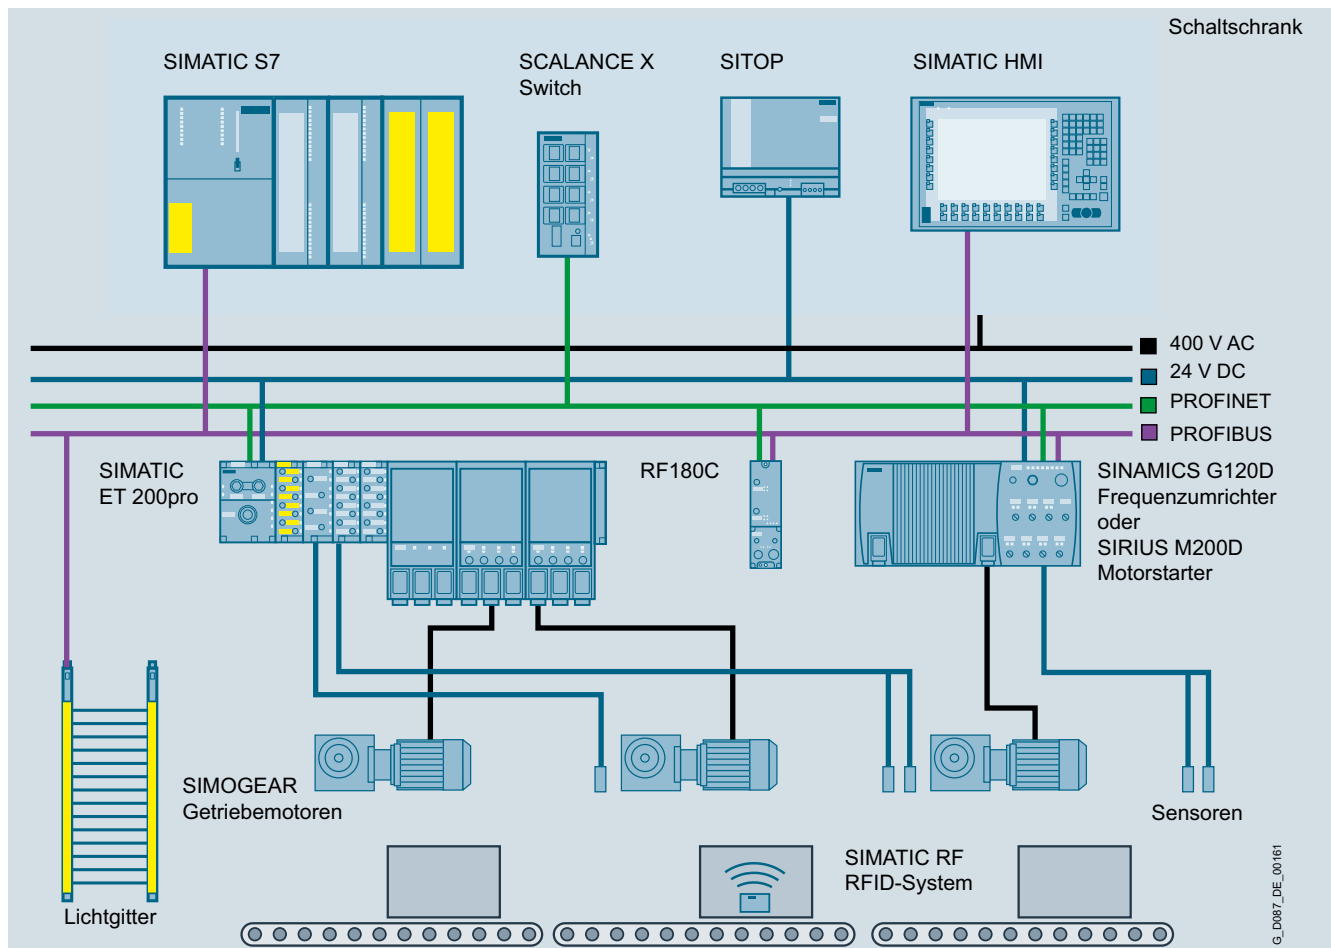 Schaltschrank
SIMATIC S7
SCALANCE X
Switch
SITOP
SIMATIC HMI
400 V AC
24 V DC
PROFINET
PROFIBUS
SIMATIC
ET 200pro
RF180C
SINAMICS G120D
Frequenzumrichter
oder
SIRIUS M200D
Motorstarter
SIMOGEAR
Getriebemotoren
Sensoren
SIMATIC RF
RFID-System
Lichtgitter
G_D087_DE_00161